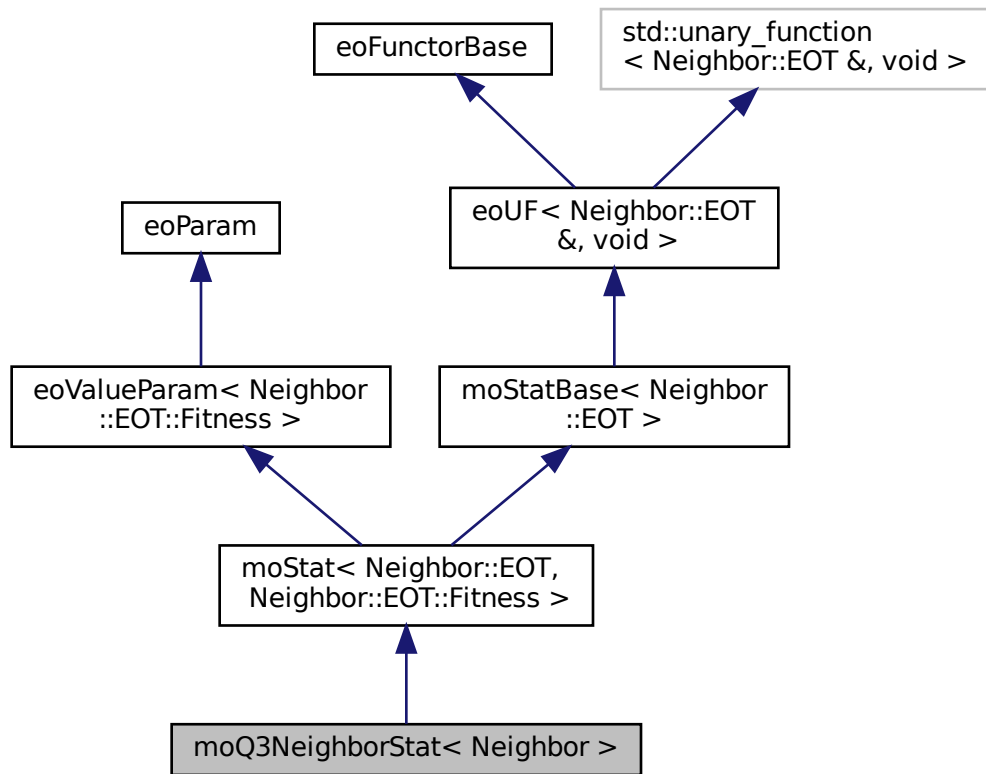 std::unary_function
< Neighbor::EOT &, void >
eoFunctorBase
eoUF< Neighbor::EOT
&, void >
eoParam
eoValueParam< Neighbor
::EOT::Fitness >
moStatBase< Neighbor
::EOT >
moStat< Neighbor::EOT,
Neighbor::EOT::Fitness >
moQ3NeighborStat< Neighbor >